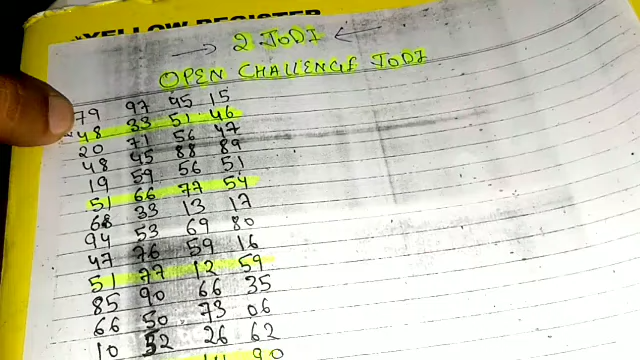 YELLOW REGISTER
→ 2 JODI ←
OPEN CHALLENGE JODI
79 97 45 15
48 33 51 46
20 71 56 47
48 45 88 89
19 59 56 51
51 66 77 54
68 33 13 17
94 53 69 80
47 76 59 16
51 77 12 59
85 90 66 35
66 50 73 06
10 52 26 62
90